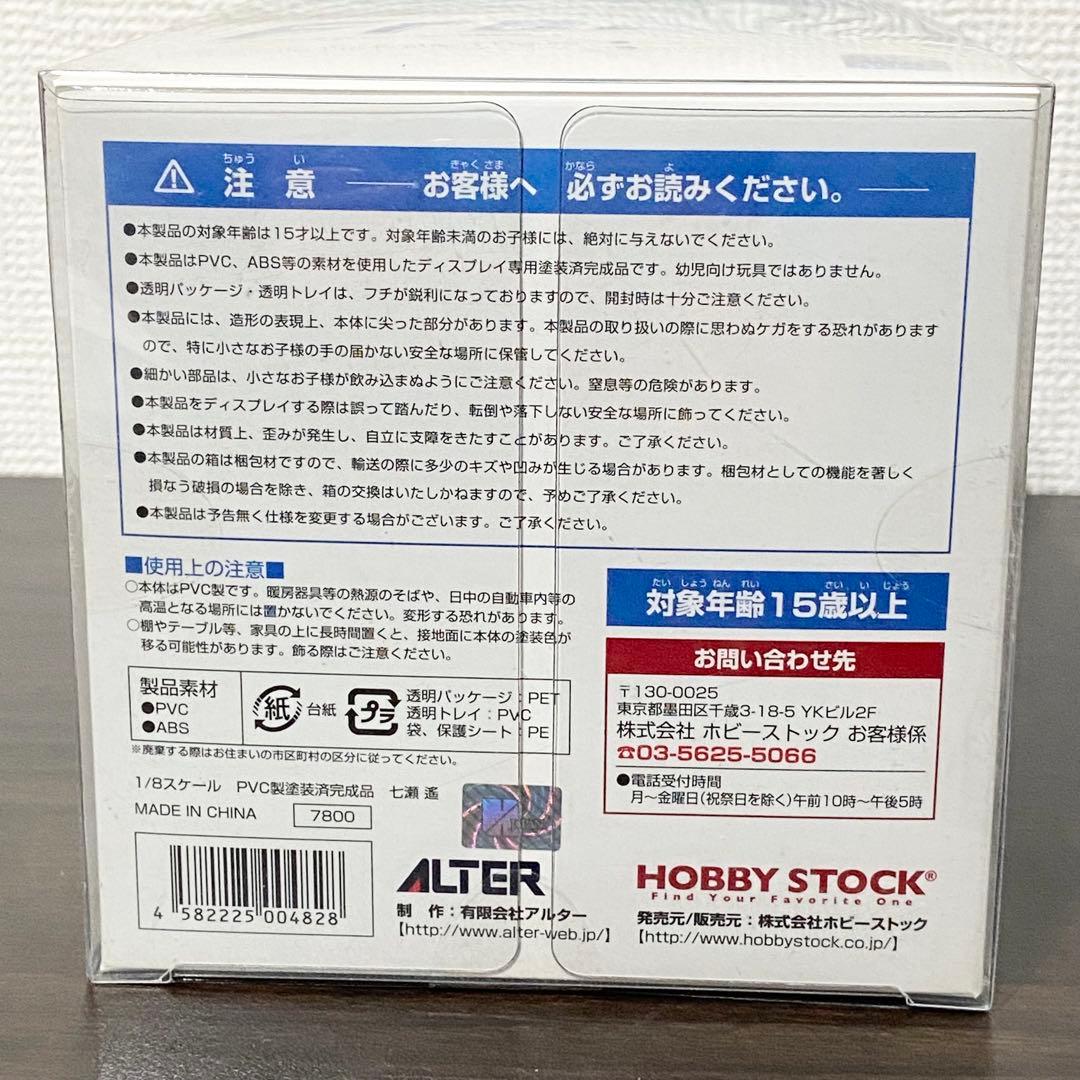 ちゅう い きゃく さま かなら よ
⚠ 注 意 ── お客様へ 必ずお読みください。 ──
●本製品の対象年齢は15才以上です。対象年齢未満のお子様には、絶対に与えないでください。
●本製品はPVC、ABS等の素材を使用したディスプレイ専用塗装済完成品です。幼児向け玩具ではありません。
●透明パッケージ・透明トレイは、フチが鋭利になっておりますので、開封時は十分ご注意ください。
●本製品には、造形の表現上、本体に尖った部分があります。本製品の取り扱いの際に思わぬケガをする恐れがあります
ので、特に小さなお子様の手の届かない安全な場所に保管してください。
●細かい部品は、小さなお子様が飲み込まぬようにご注意ください。窒息等の危険があります。
●本製品をディスプレイする際は誤って踏んだり、転倒や落下しない安全な場所に飾ってください。
●本製品は材質上、歪みが発生し、自立に支障をきたすことがあります。ご了承ください。
●本製品の箱は梱包材ですので、輸送の際に多少のキズや凹みが生じる場合があります。梱包材としての機能を著しく
損なう破損の場合を除き、箱の交換はいたしかねますので、予めご了承ください。
●本製品は予告無く仕様を変更する場合がございます。ご了承ください。
■使用上の注意■
○本体はPVC製です。暖房器具等の熱源のそばや、日中の自動車内等の
高温となる場所には置かないでください。変形する恐れがあります。
○棚やテーブル等、家具の上に長時間置くと、接地面に本体の塗装色が
移る可能性があります。飾る際はご注意ください。
製品素材
●PVC
●ABS
紙 台紙
プラ
透明パッケージ:PET
透明トレイ:PVC
袋、保護シート:PE
※廃棄する際はお住まいの市区町村の区分に従ってください。
1/8スケール PVC製塗装済完成品 七瀬 遙
MADE IN CHINA 7800
4 582225 004828
ALTER
制 作:有限会社アルター
【http://www.alter-web.jp/】
たい しょう ねん れい さい い じょう
対象年齢15歳以上
お問い合わせ先
〒130-0025
東京都墨田区千歳3-18-5 YKビル2F
株式会社 ホビーストック お客様係
☎03-5625-5066
●電話受付時間
月〜金曜日(祝祭日を除く)午前10時〜午後5時
HOBBY STOCK®
Find Your Favorite One
発売元/販売元:株式会社ホビーストック
【http://www.hobbystock.co.jp/】